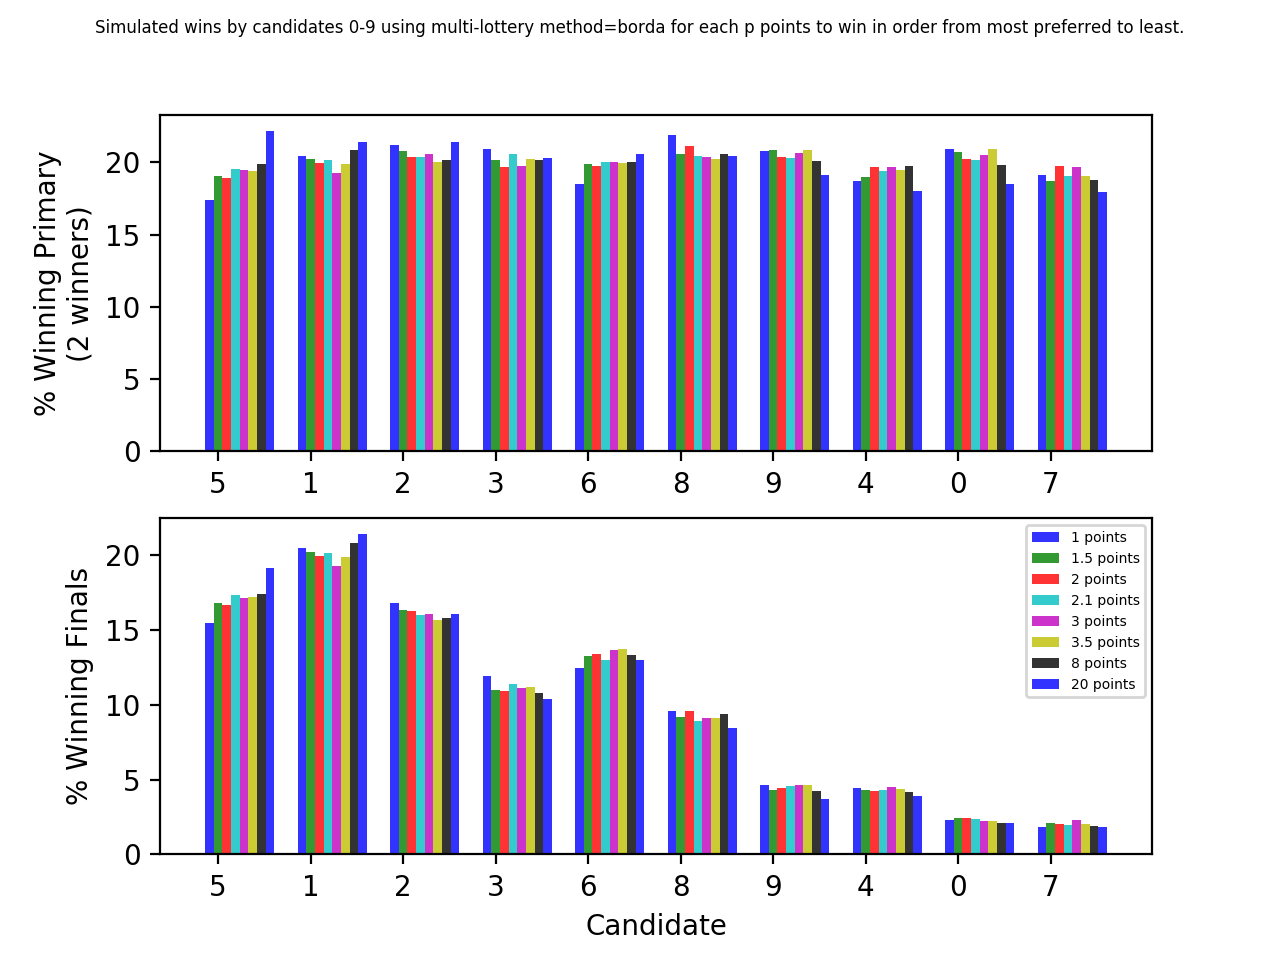 Simulated wins by candidates 0-9 using multi-lottery method=borda for each p points to win in order from most preferred to least.
% Winning Primary
(2 winners)
20
15
10
5
0
5 1 2 3 6 8 9 4 0 7
% Winning Finals
20
15
10
5
0
1 points
1.5 points
2 points
2.1 points
3 points
3.5 points
8 points
20 points
5 1 2 3 6 8 9 4 0 7
Candidate